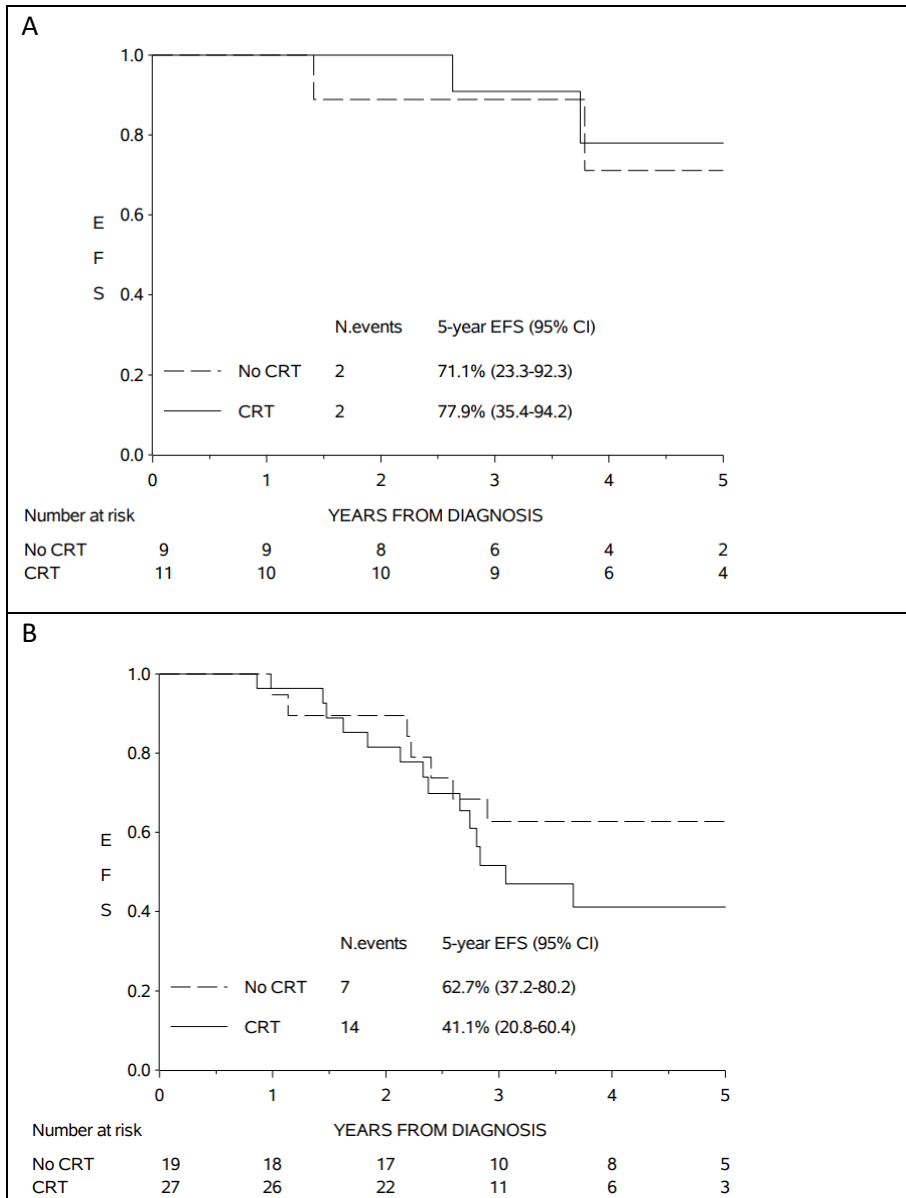 A
1.0
0.8
0.6
0.4
0.2
0.0
E
F
S
N.events 5-year EFS (95% CI)
No CRT 2 71.1% (23.3-92.3)
CRT 2 77.9% (35.4-94.2)
0 1 2 3 4 5
Number at risk YEARS FROM DIAGNOSIS
No CRT 9 9 8 6 4 2
CRT 11 10 10 9 6 4
B
1.0
0.8
0.6
0.4
0.2
0.0
E
F
S
N.events 5-year EFS (95% CI)
No CRT 7 62.7% (37.2-80.2)
CRT 14 41.1% (20.8-60.4)
0 1 2 3 4 5
Number at risk YEARS FROM DIAGNOSIS
No CRT 19 18 17 10 8 5
CRT 27 26 22 11 6 3